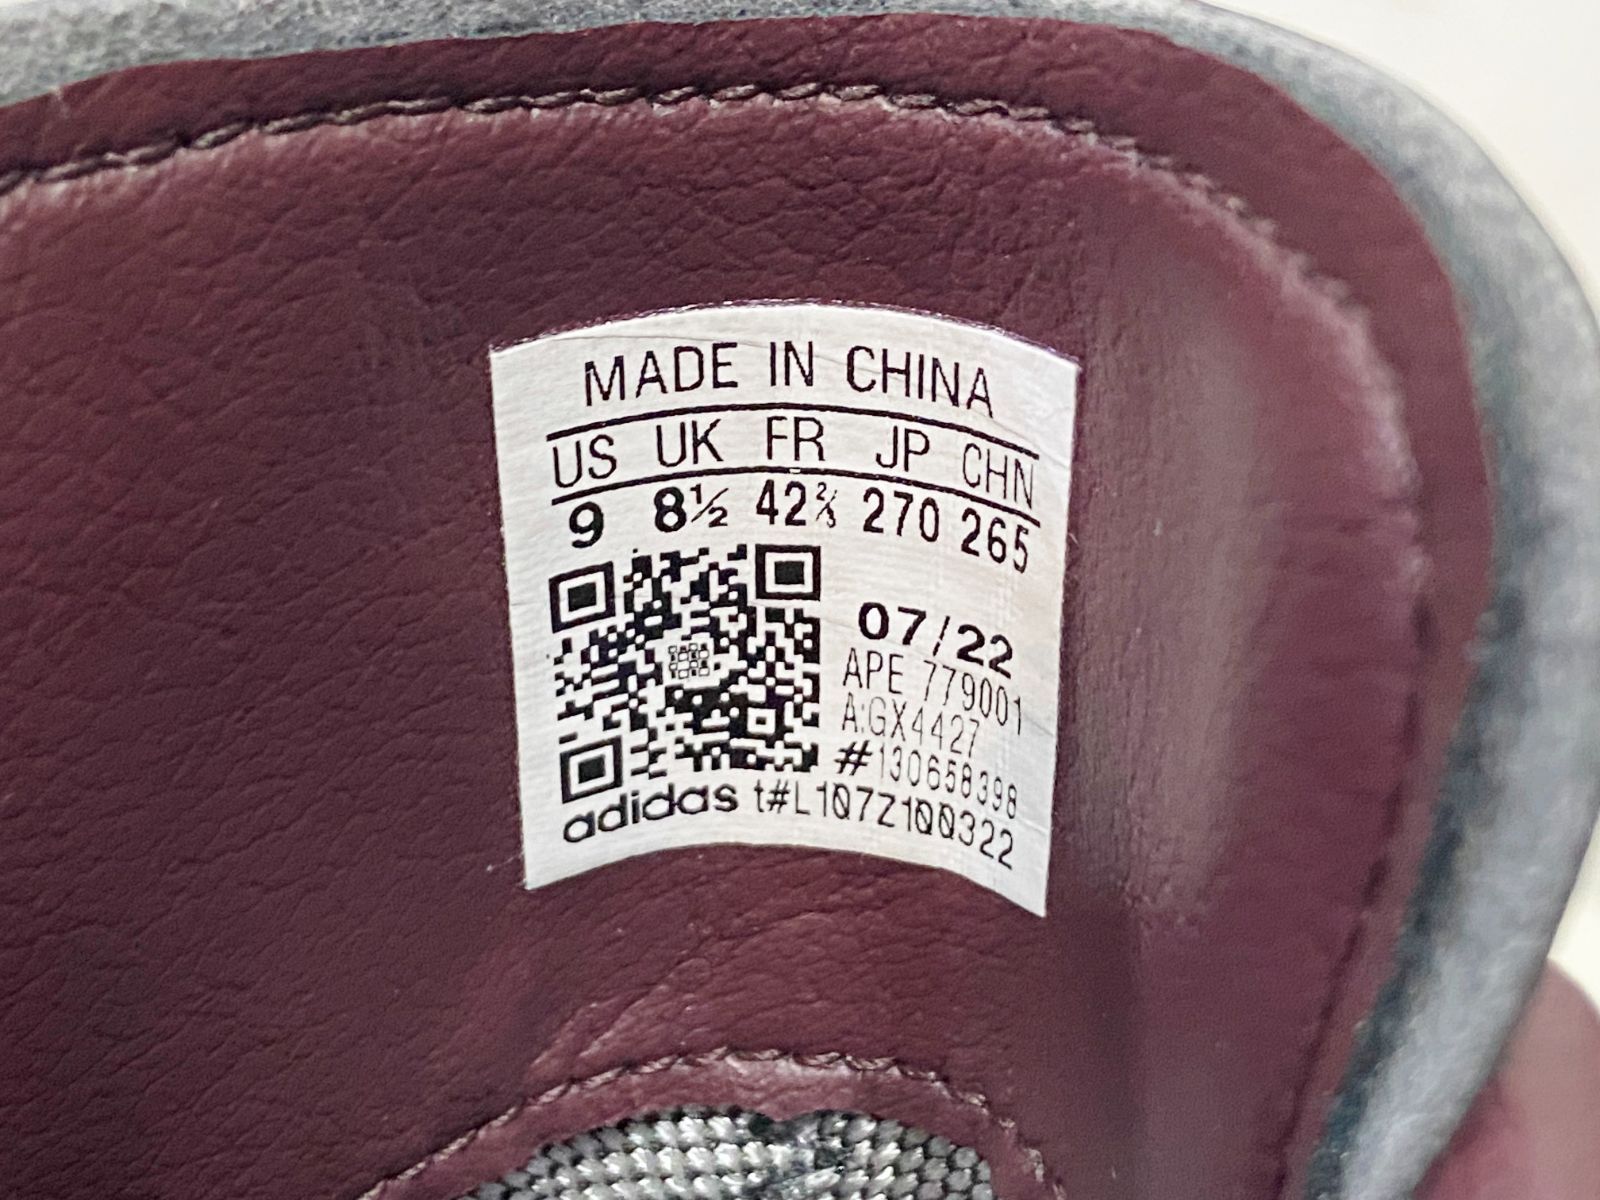 MADE IN CHINA
US UK FR JP CHN
9 8½ 42⅔ 270 265
07/22
APE 779001
A:GX4427
#130658398
adidas t#L107Z100322